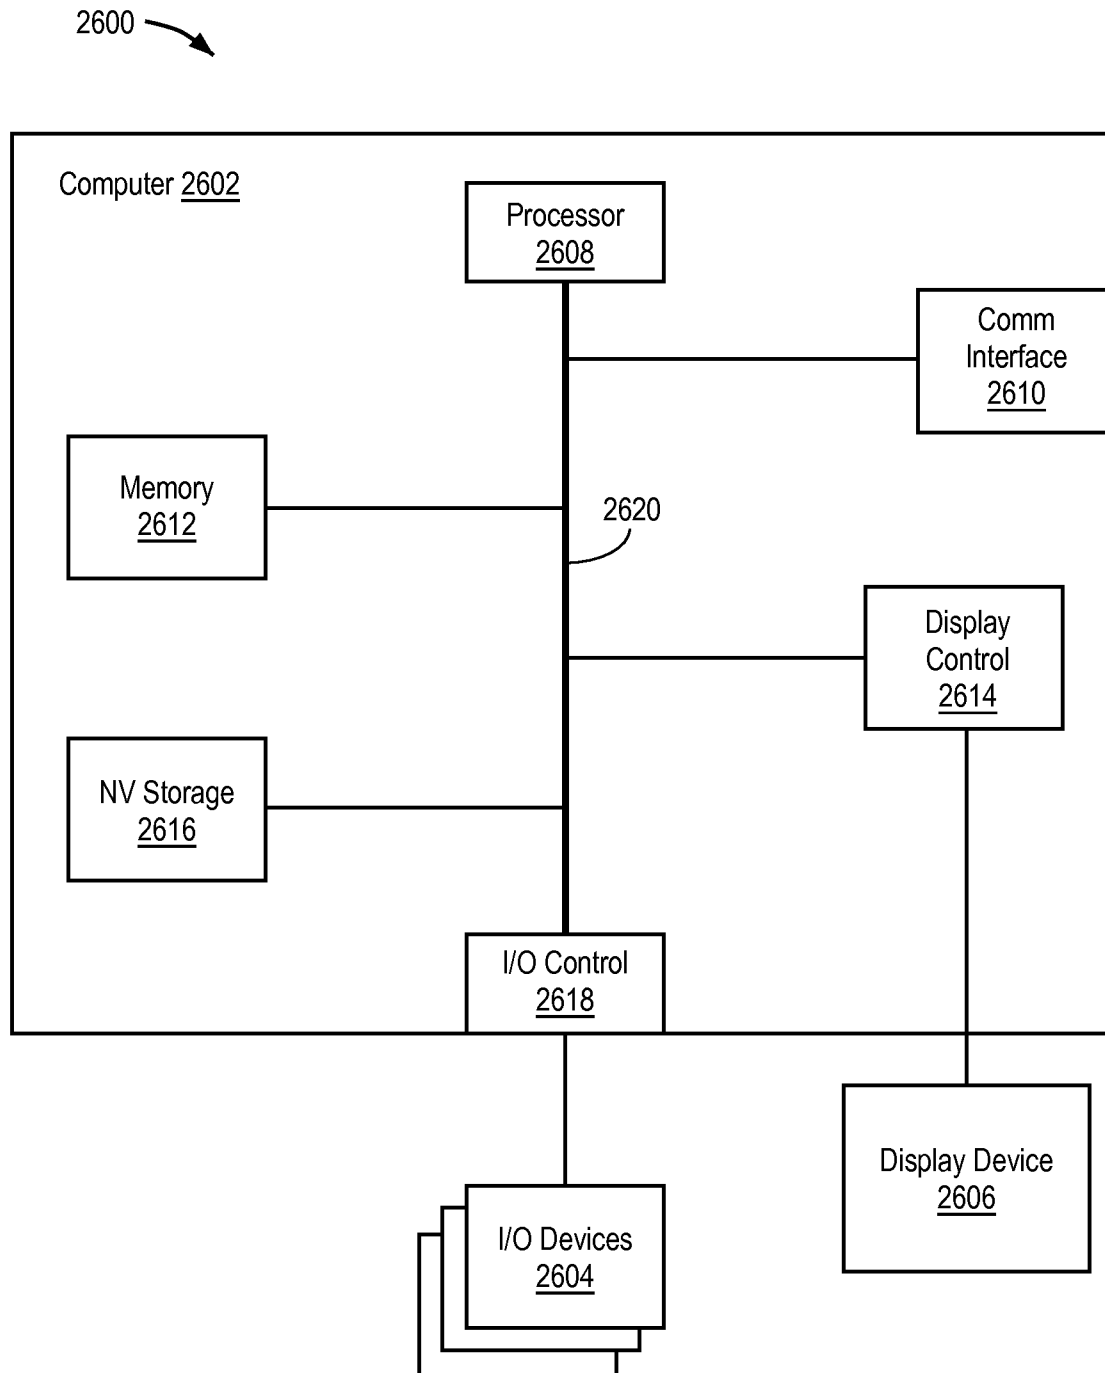 2600
Computer 2602
Processor
2608
Comm
Interface
2610
Memory
2612
2620
Display
Control
2614
NV Storage
2616
I/O Control
2618
Display Device
2606
I/O Devices
2604